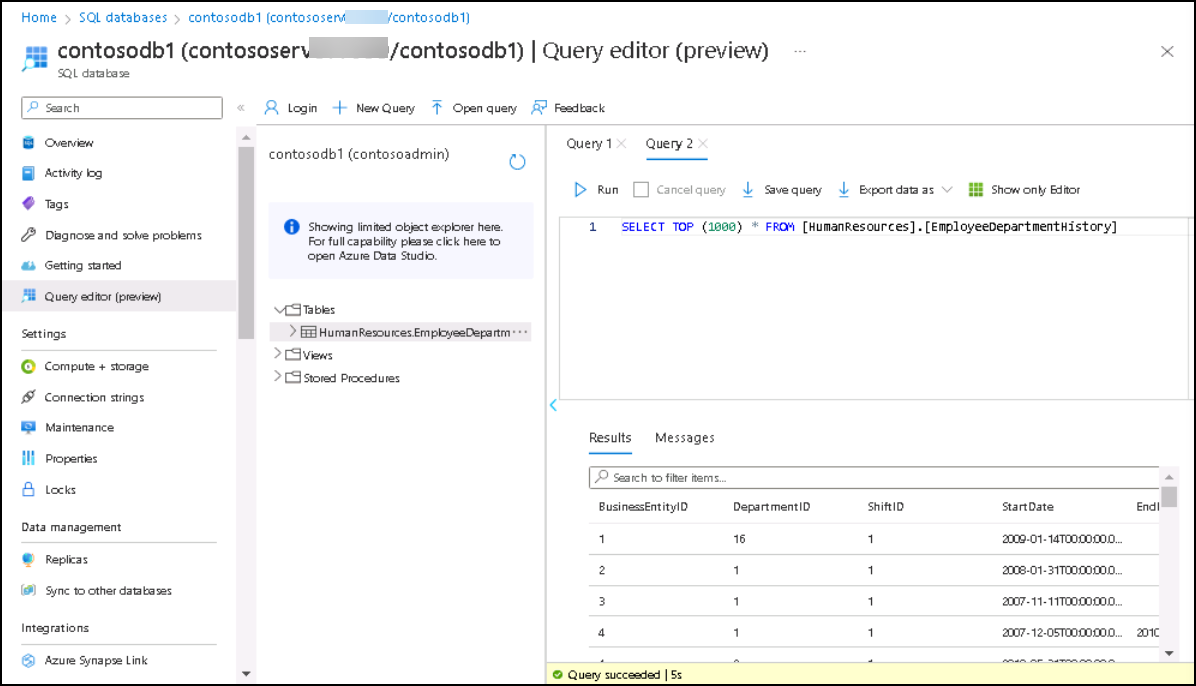 Home > SQL databases > contosodb1 (contososerv /contosodb1)
contosodb1 (contososerv /contosodb1) | Query editor (preview) ...
SQL database
Search
«
Login
New Query
Open query
Feedback
Overview
Activity log
Tags
Diagnose and solve problems
Getting started
Query editor (preview)
Settings
Compute + storage
Connection strings
Maintenance
Properties
Locks
Data management
Replicas
Sync to other databases
Integrations
Azure Synapse Link
contosodb1 (contosoadmin)
Showing limited object explorer here.
For full capability please click here to
open Azure Data Studio.
Tables
HumanResources.EmployeeDepartm ...
Views
Stored Procedures
Query 1
Query 2
Run
Cancel query
Save query
Export data as
Show only Editor
1 SELECT TOP (1000) * FROM [HumanResources].[EmployeeDepartmentHistory]
Results Messages
Search to filter items...
BusinessEntityID DepartmentID ShiftID StartDate
1 16 1 2009-01-14T00:00:00.0...
2 1 1 2008-01-31T00:00:00.0...
3 1 1 2007-11-11T00:00:00.0...
4 1 1 2007-12-05T00:00:00.0... 2010
Query succeeded | 5s